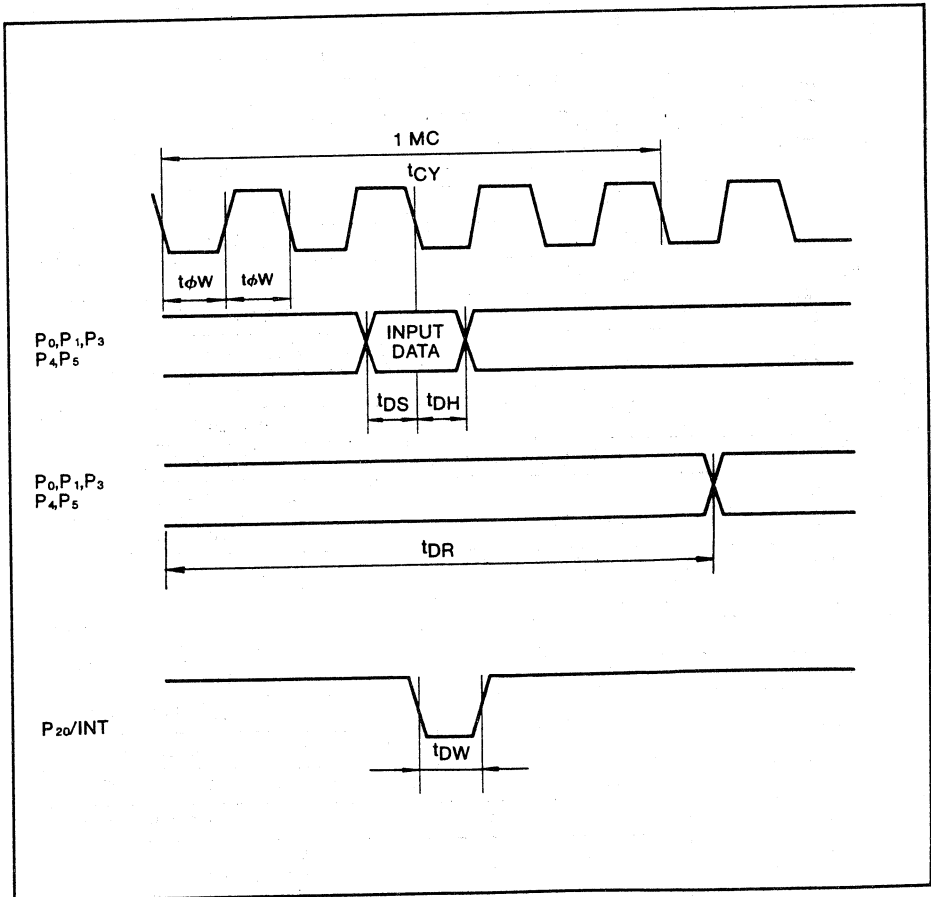 1 MC
tCY
tφW tφW
P0,P1,P3
P4,P5
INPUT
DATA
tDS tDH
P0,P1,P3
P4,P5
tDR
P20/INT
tDW